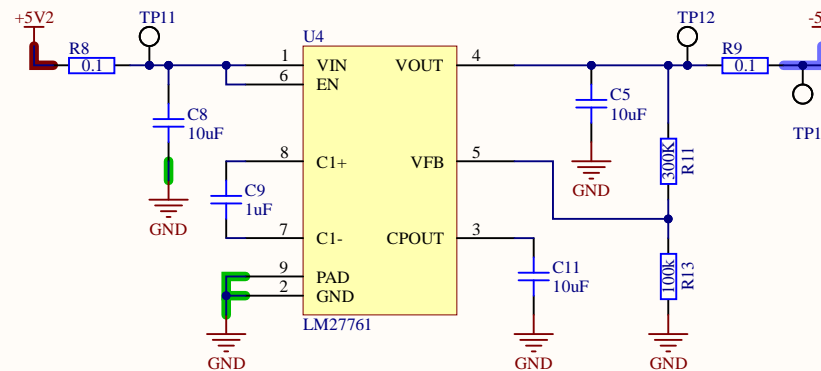 +5V2
TP11
U4
TP12
-5
R8
0.1
1
VIN
VOUT
4
R9
0.1
6
EN
C8
10uF
C5
10uF
TP1
300K
R11
8
C1+
VFB
5
GND
C9
1uF
GND
7
C1-
CPOUT
3
C11
10uF
100k
R13
9
PAD
2
GND
LM27761
GND
GND
GND